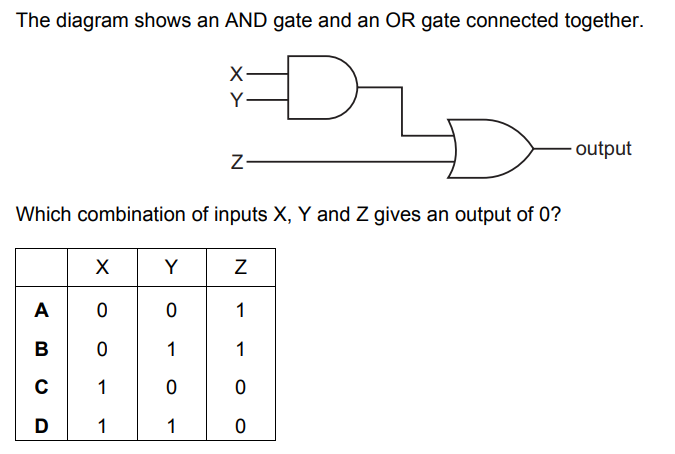 The diagram shows an AND gate and an OR gate connected together.
X
Y
Z
output
Which combination of inputs X, Y and Z gives an output of 0?
X Y Z
A 0 0 1
B 0 1 1
C 1 0 0
D 1 1 0